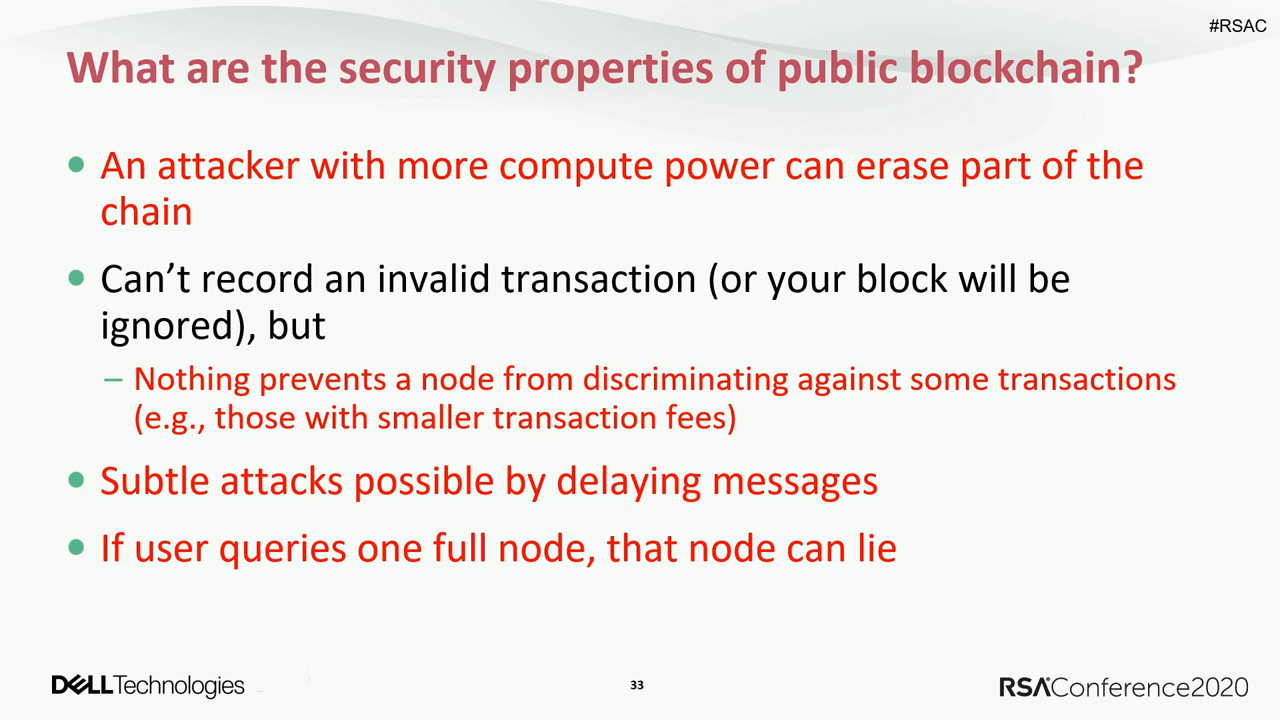 #RSAC
What are the security properties of public blockchain?
• An attacker with more compute power can erase part of the
chain
• Can’t record an invalid transaction (or your block will be
ignored), but
– Nothing prevents a node from discriminating against some transactions
(e.g., those with smaller transaction fees)
• Subtle attacks possible by delaying messages
• If user queries one full node, that node can lie
DELLTechnologies
33
RSAConference2020